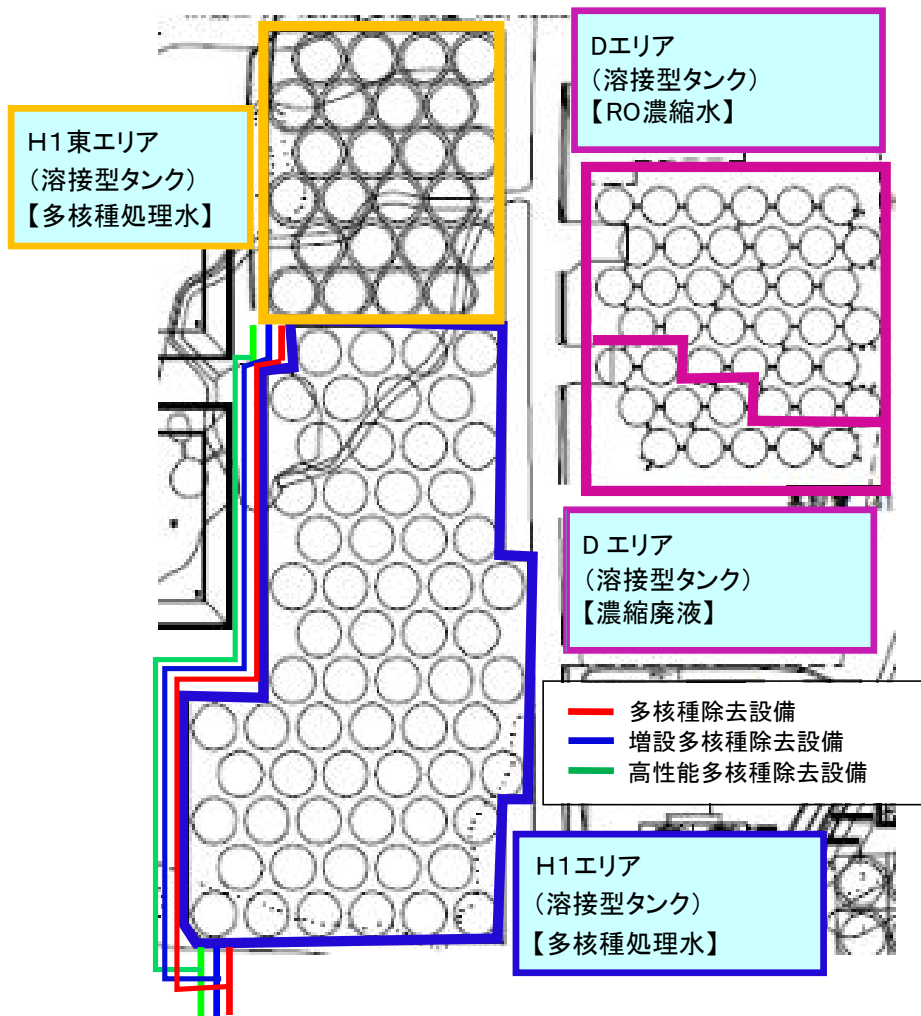 Dエリア
(溶接型タンク)
【RO濃縮水】
H1東エリア
(溶接型タンク)
【多核種処理水】
D エリア
(溶接型タンク)
【濃縮廃液】
多核種除去設備
増設多核種除去設備
高性能多核種除去設備
H1エリア
(溶接型タンク)
【多核種処理水】